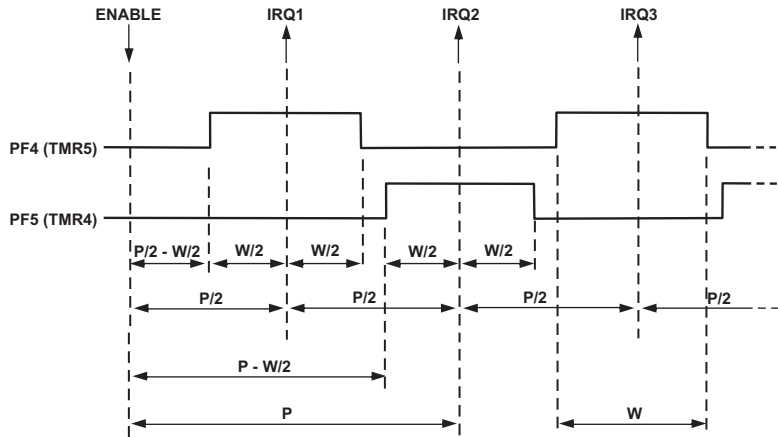 ENABLE IRQ1 IRQ2 IRQ3
PF4 (TMR5)
PF5 (TMR4)
P/2 - W/2 W/2 W/2 W/2 W/2
P/2 P/2 P/2 P/2
P - W/2
P W